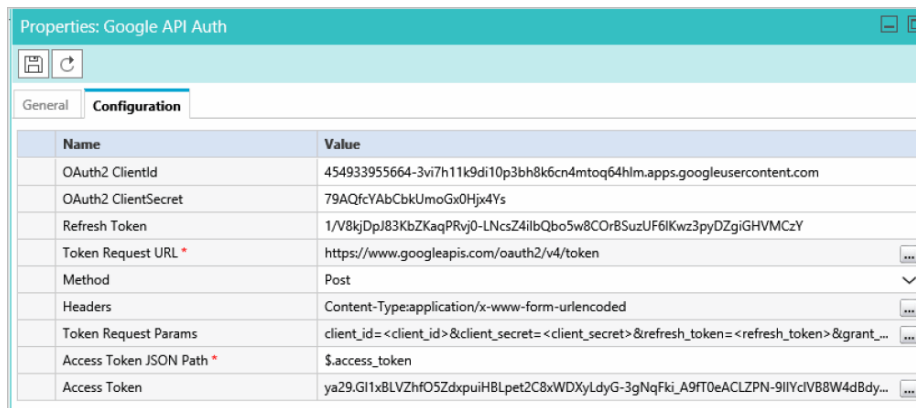 Properties: Google API Auth
General Configuration
Name Value
OAuth2 ClientId 454933955664-3vi7h11k9di10p3bh8k6cn4mtoq64hlm.apps.googleusercontent.com
OAuth2 ClientSecret 79AQfcYAbCbkUmoGx0Hjx4Ys
Refresh Token 1/V8kjDpJ83KbZKaqPRvj0-LNcsZ4iIbQbo5w8COrBSuzUF6IKwz3pyDZgiGHVMCzY
Token Request URL * https://www.googleapis.com/oauth2/v4/token ...
Method Post
Headers Content-Type:application/x-www-form-urlencoded ...
Token Request Params client_id=<client_id>&client_secret=<client_secret>&refresh_token=<refresh_token>&grant_... ...
Access Token JSON Path * $.access_token
Access Token ya29.GI1xBLVZhfO5ZdxpuiHBLpet2C8xWDXyLdyG-3gNqFki_A9fT0eACLZPN-9IIYclVB8W4dBdy... ...